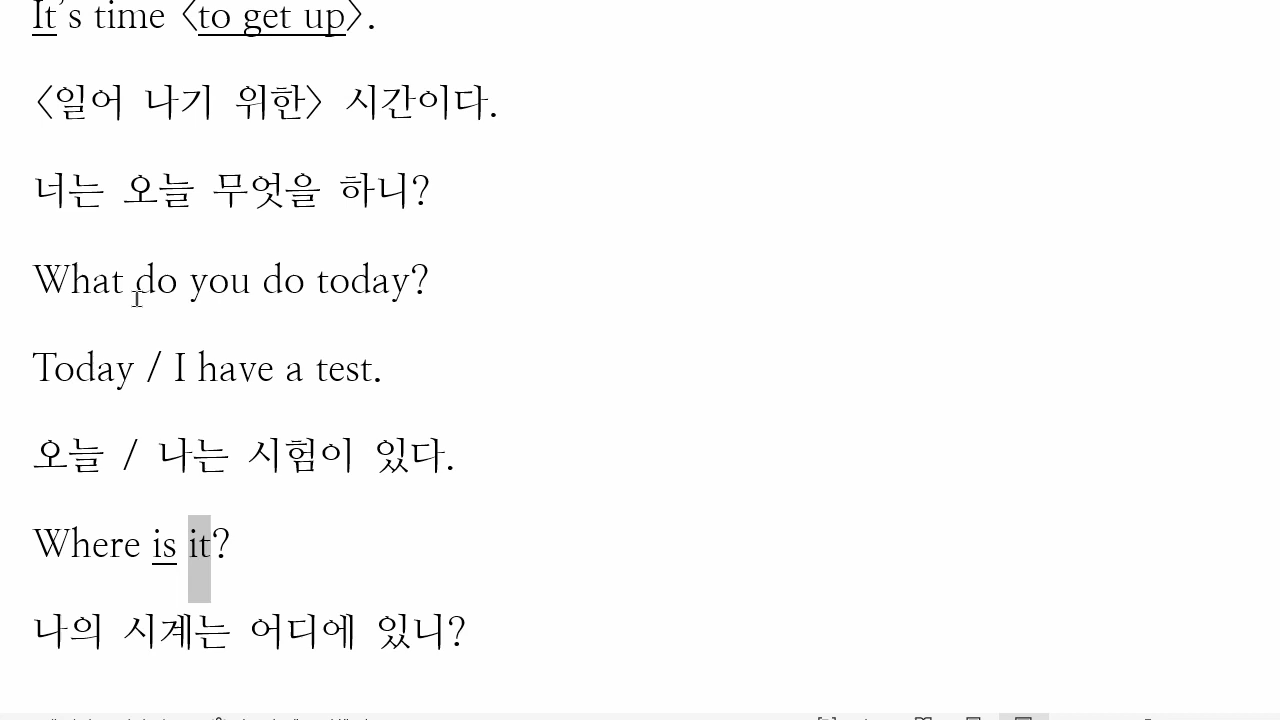 It's time 〈to get up〉.
〈일어 나기 위한〉 시간이다.
너는 오늘 무엇을 하니?
What do you do today?
Today / I have a test.
오늘 / 나는 시험이 있다.
Where is it?
나의 시계는 어디에 있니?